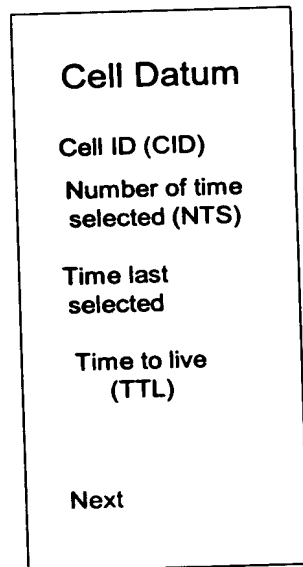 Cell Datum
Cell ID (CID)
Number of time
selected (NTS)
Time last
selected
Time to live
(TTL)
Next